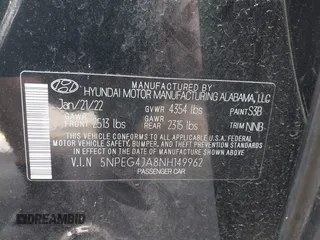 MANUFACTURED BY
HYUNDAI MOTOR MANUFACTURING ALABAMA, LLC
Jan/21/22 GVWR 4354 lbs PAINT S3B
GAWR FRONT 2513 lbs GAWR REAR 2315 lbs TRIM NNB
THIS VEHICLE CONFORMS TO ALL APPLICABLE FEDERAL
MOTOR VEHICLE SAFETY, BUMPER, AND THEFT PREVENTION
STANDARDS IN EFFECT ON THE DATE OF
MANUFACTURE SHOWN ABOVE.
V.I.N 5NPEG4JA8NH149962
PASSENGER CAR
DREAMBID